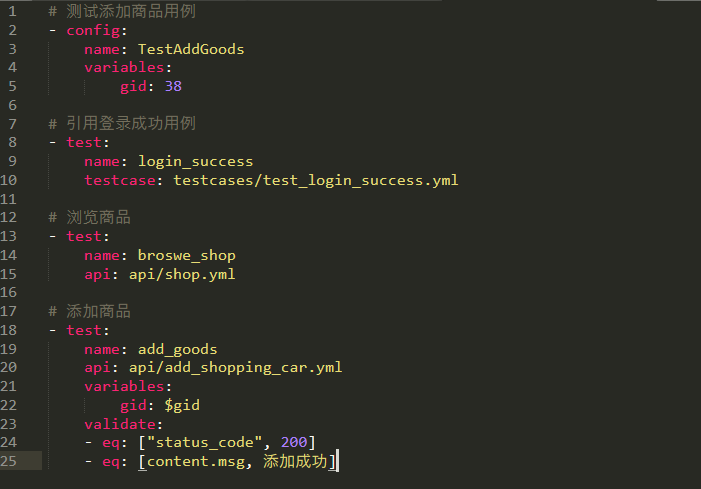 1 # 测试添加商品用例
2 - config:
3     name: TestAddGoods
4     variables:
5         gid: 38
6
7 # 引用登录成功用例
8 - test:
9     name: login_success
10     testcase: testcases/test_login_success.yml
11
12 # 浏览商品
13 - test:
14     name: broswe_shop
15     api: api/shop.yml
16
17 # 添加商品
18 - test:
19     name: add_goods
20     api: api/add_shopping_car.yml
21     variables:
22         gid: $gid
23     validate:
24     - eq: ["status_code", 200]
25     - eq: [content.msg, 添加成功]